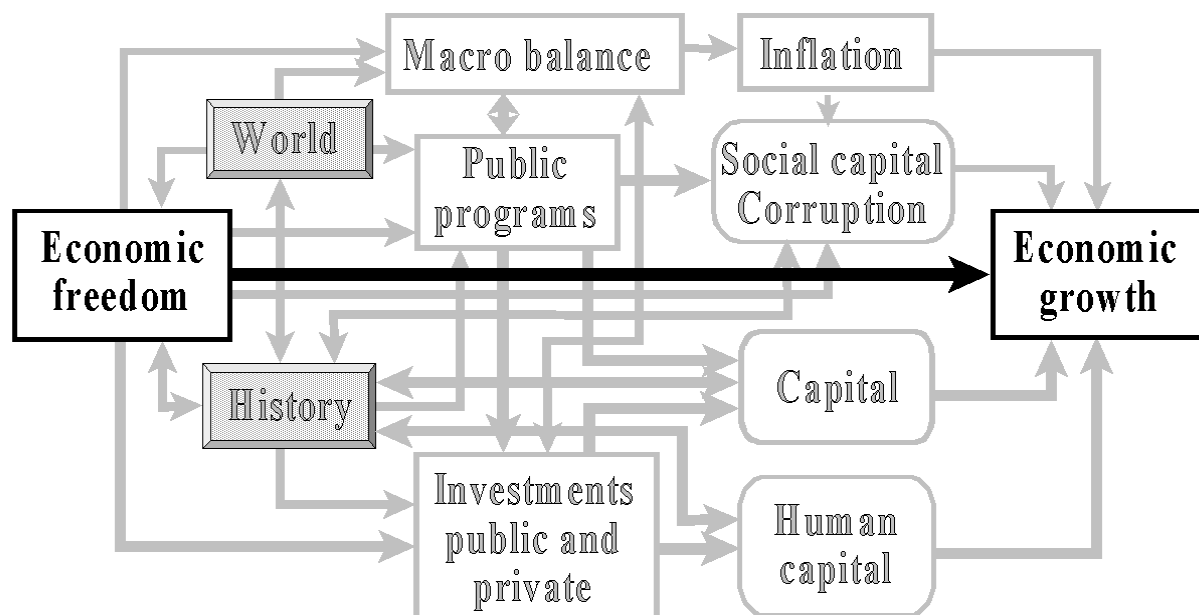 Macro balance
Inflation
World
Public
programs
Social capital
Corruption
Economic
freedom
Economic
growth
History
Capital
Investments
public and
private
Human
capital